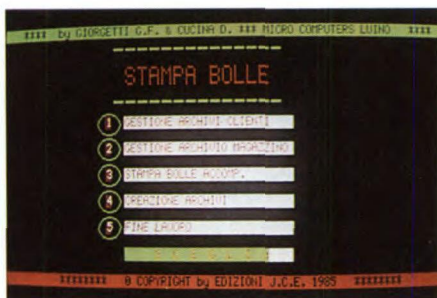 **** by GIORGETTI G.F. & CUCINA D. *** MICRO COMPUTERS LUINO ****
STAMPA BOLLE
1 GESTIONE ARCHIVI CLIENTI
2 GESTIONE ARCHIVIO MAGAZZINO
3 STAMPA BOLLE ACCOMP.
4 CREAZIONE ARCHIVI
5 FINE LAVORO
© COPYRIGHT by EDIZIONI J.C.E. 1985